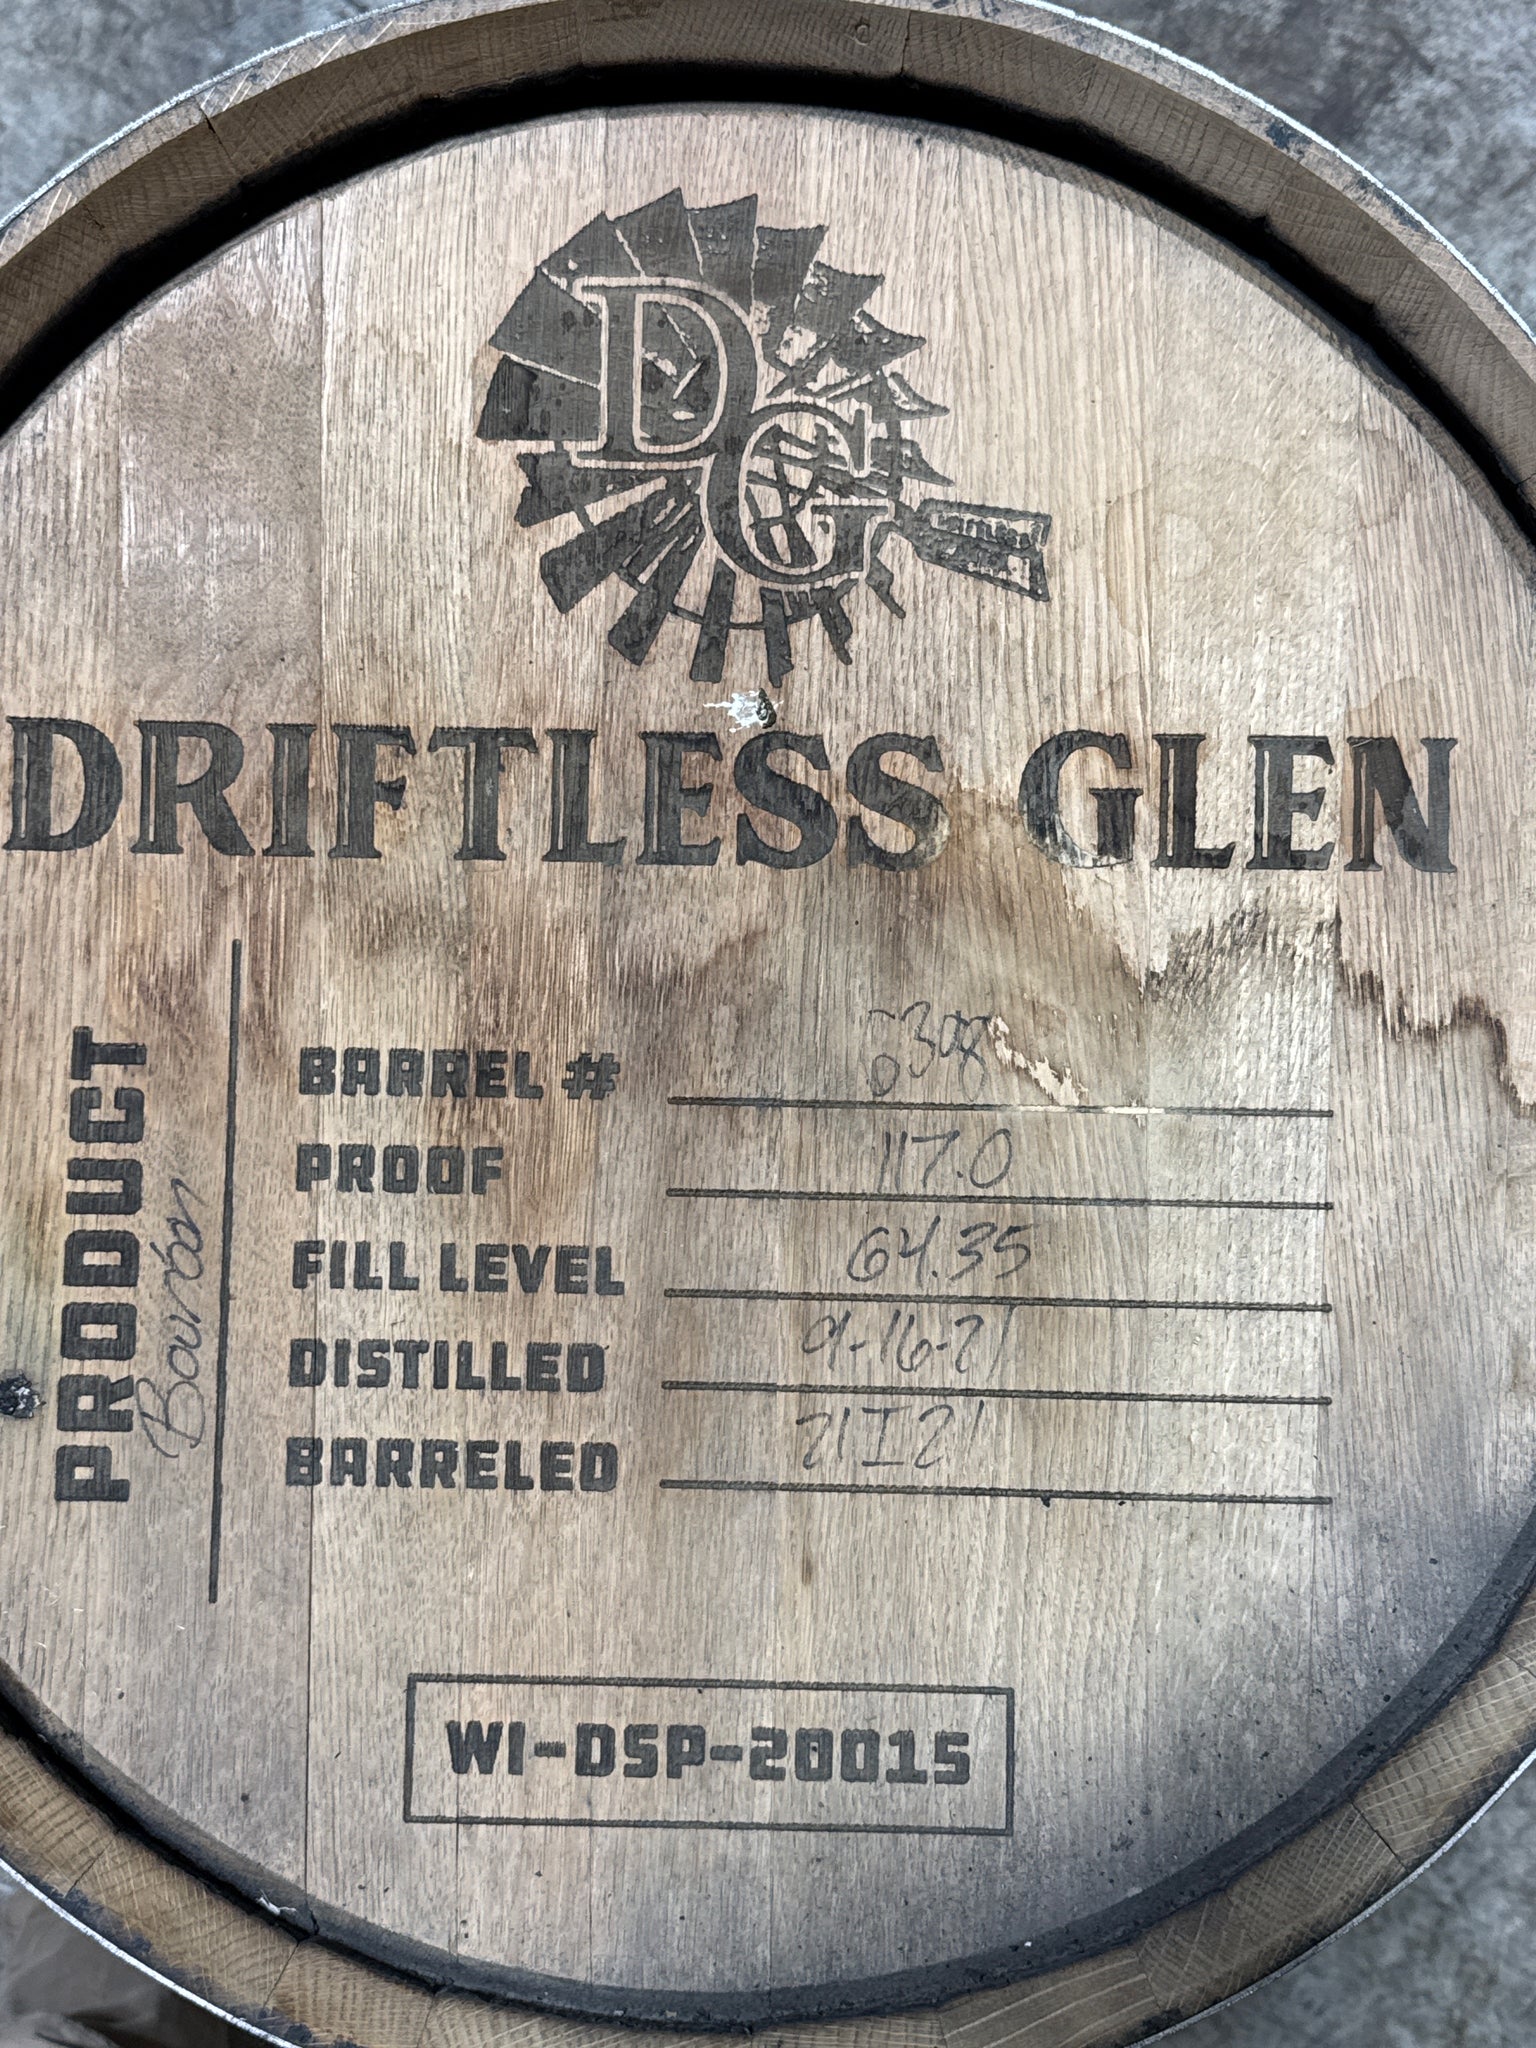 DG
DRIFTLESS GLEN
PRODUCT
Bourbon
BARREL # 6308
PROOF 117.0
FILL LEVEL 64.35
DISTILLED 9-16-21
BARRELED 21I21
WI-DSP-20015